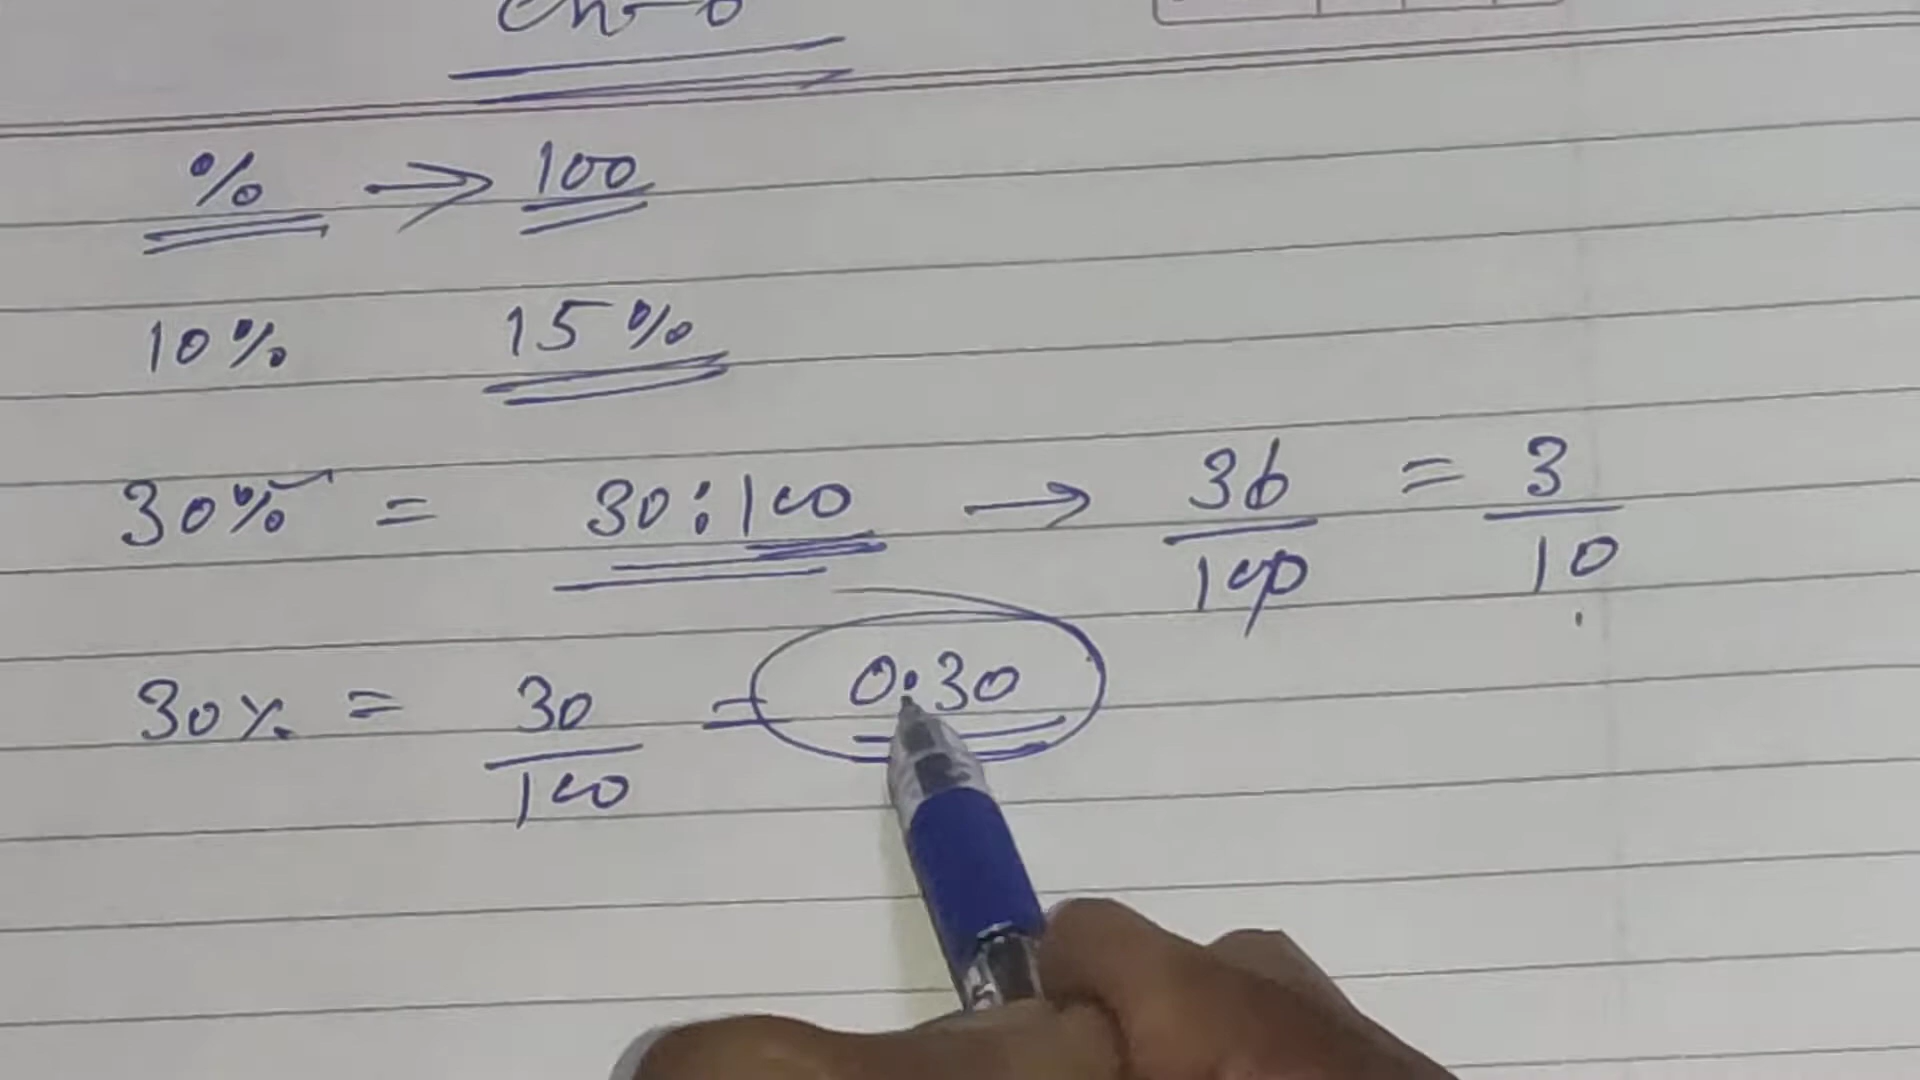 % → 100
10% 15%
30% = 30:100 → 30/100 = 3/10
30% = 30/100 = 0.30